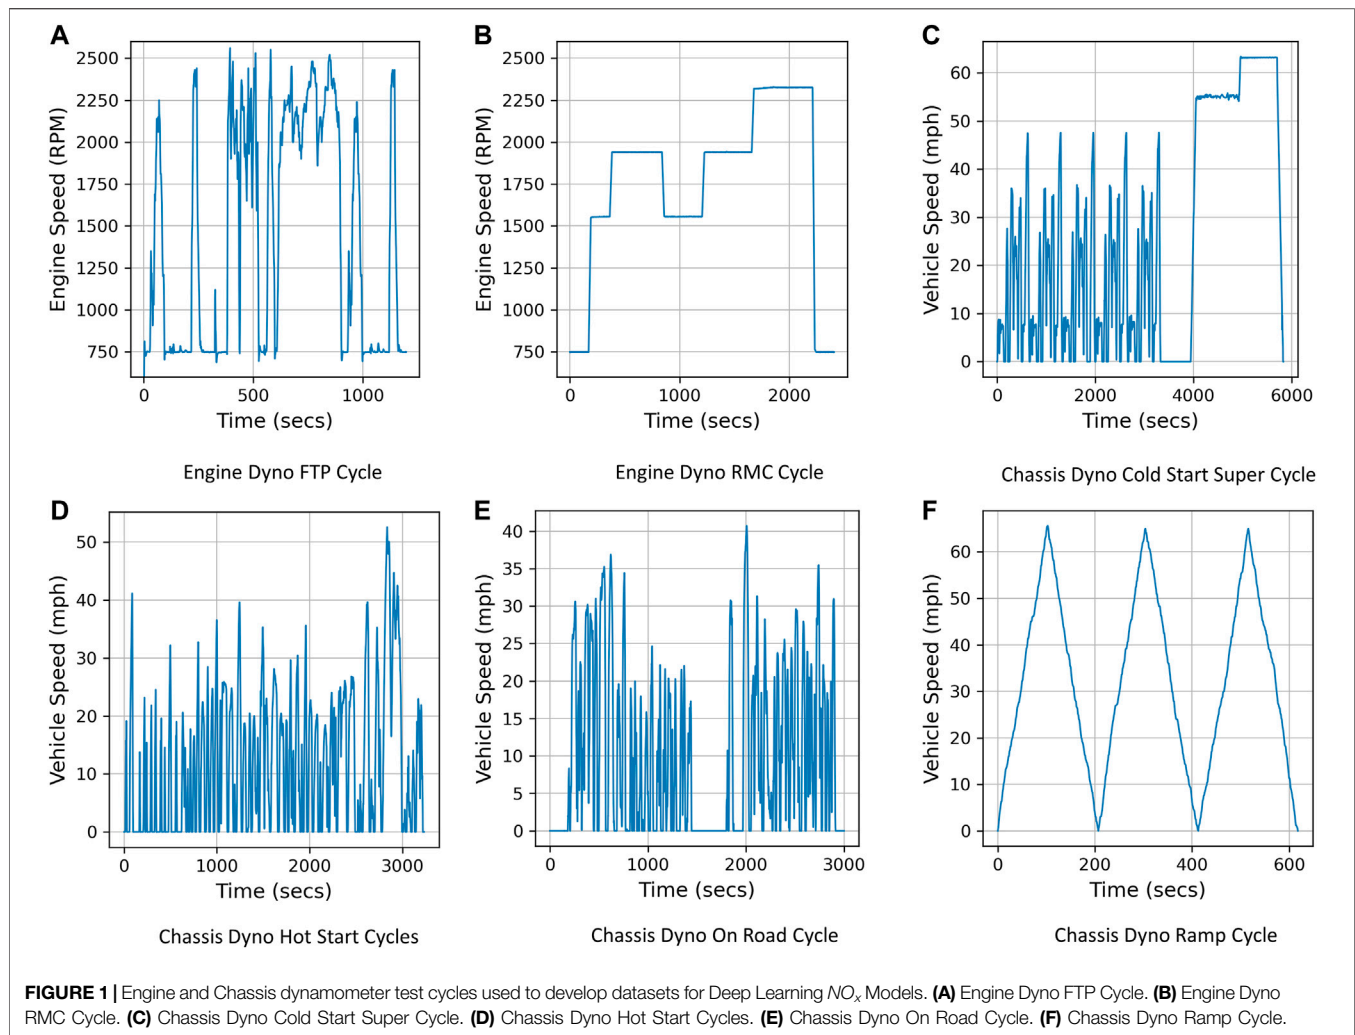 A
B
C
2500
2250
2000
1750
1500
1250
1000
750
Engine Speed (RPM)
0
500
1000
Time (secs)
Engine Dyno FTP Cycle
2500
2250
2000
1750
1500
1250
1000
750
Engine Speed (RPM)
0
1000
2000
Time (secs)
Engine Dyno RMC Cycle
60
50
40
30
20
10
0
Vehicle Speed (mph)
0
2000
4000
6000
Time (secs)
Chassis Dyno Cold Start Super Cycle
D
E
F
50
40
30
20
10
0
Vehicle Speed (mph)
0
1000
2000
3000
Time (secs)
Chassis Dyno Hot Start Cycles
40
35
30
25
20
15
10
5
0
Vehicle Speed (mph)
0
1000
2000
3000
Time (secs)
Chassis Dyno On Road Cycle
60
50
40
30
20
10
0
Vehicle Speed (mph)
0
200
400
600
Time (secs)
Chassis Dyno Ramp Cycle
FIGURE 1 | Engine and Chassis dynamometer test cycles used to develop datasets for Deep Learning NOx Models. (A) Engine Dyno FTP Cycle. (B) Engine Dyno
RMC Cycle. (C) Chassis Dyno Cold Start Super Cycle. (D) Chassis Dyno Hot Start Cycles. (E) Chassis Dyno On Road Cycle. (F) Chassis Dyno Ramp Cycle.